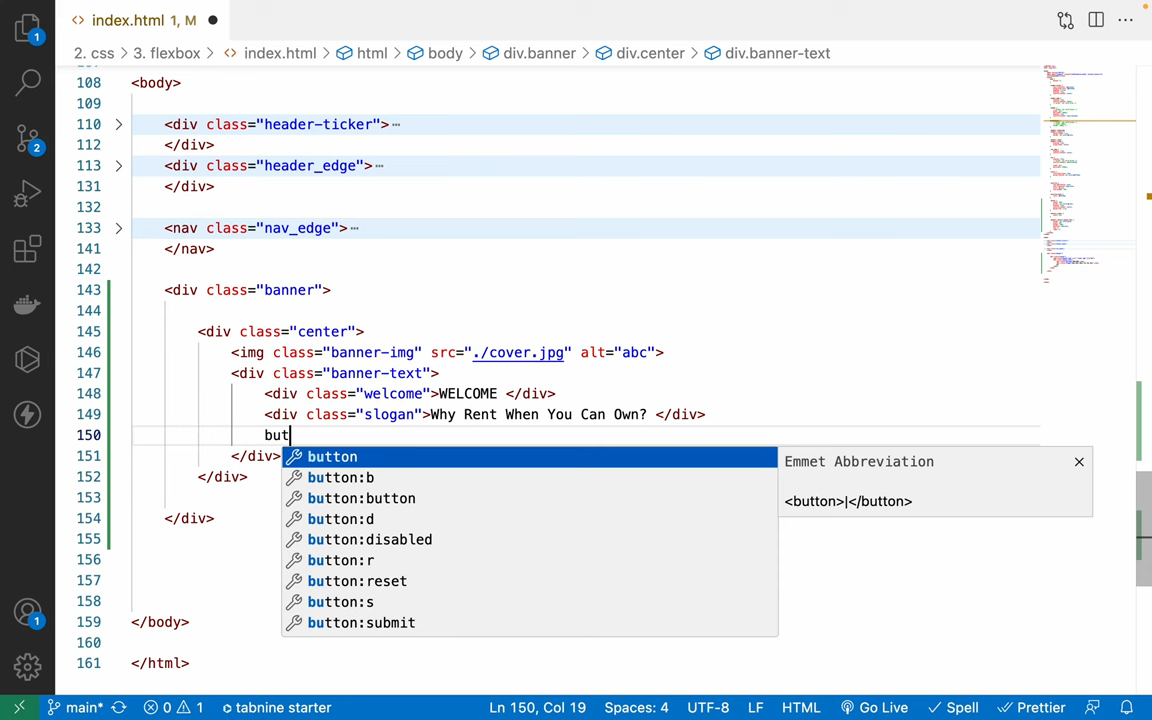 index.html 1, M
2. css > 3. flexbox > index.html > html > body > div.banner > div.center > div.banner-text
108 <body>
109
110 <div class="header-ticker">…
112 </div>
113 <div class="header_edge">…
131 </div>
132
133 <nav class="nav_edge">…
141 </nav>
142
143 <div class="banner">
144
145 <div class="center">
146 <img class="banner-img" src="./cover.jpg" alt="abc">
147 <div class="banner-text">
148 <div class="welcome">WELCOME </div>
149 <div class="slogan">Why Rent When You Can Own? </div>
150 but
151 </div>
152 </div>
153
154 </div>
155
156
157
158
159 </body>
160
161 </html>
button
button:b
button:button
button:d
button:disabled
button:r
button:reset
button:s
button:submit
Emmet Abbreviation
<button>|</button>
1
2
1
main* 0 1 tabnine starter Ln 150, Col 19 Spaces: 4 UTF-8 LF HTML Go Live Spell Prettier